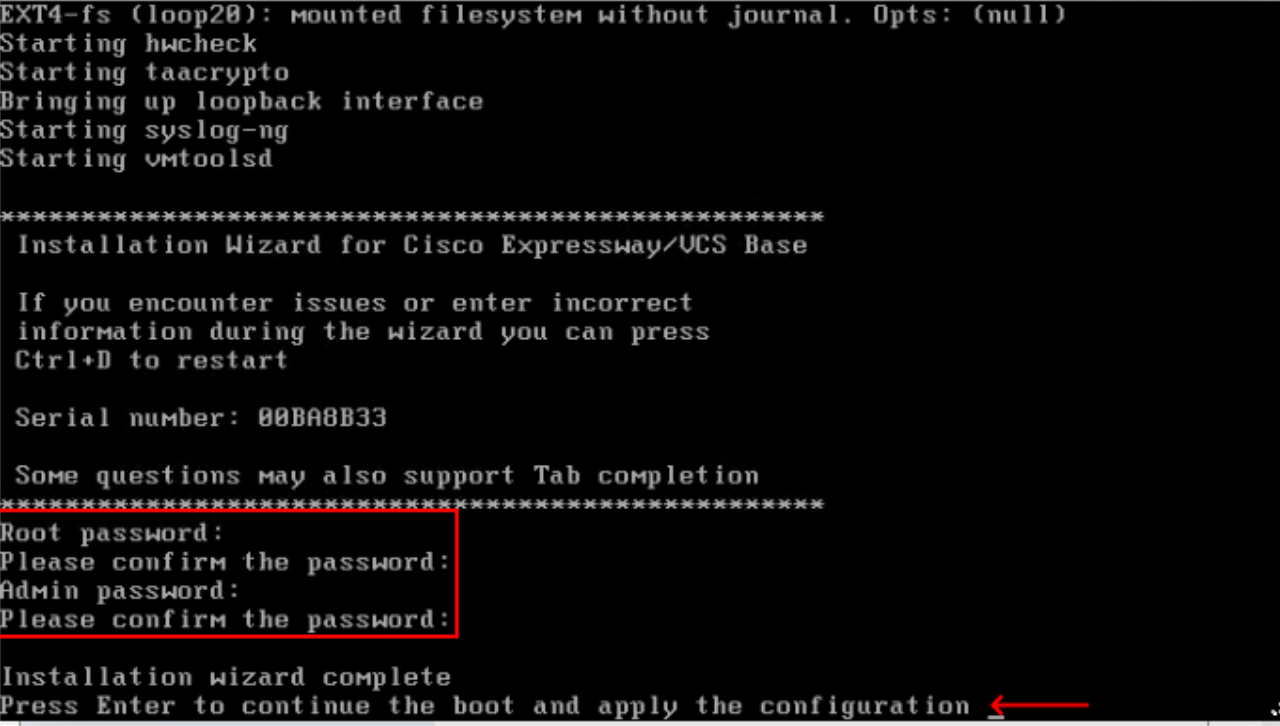 EXT4-fs (loop20): mounted filesystem without journal. Opts: (null)
Starting hwcheck
Starting taacrypto
Bringing up loopback interface
Starting syslog-ng
Starting vmtoolsd
***************************************************
Installation Wizard for Cisco Expressway/VCS Base
If you encounter issues or enter incorrect
information during the wizard you can press
Ctrl+D to restart
Serial number: 00BA8B33
Some questions may also support Tab completion
***************************************************
Root password:
Please confirm the password:
Admin password:
Please confirm the password:
Installation wizard complete
Press Enter to continue the boot and apply the configuration _